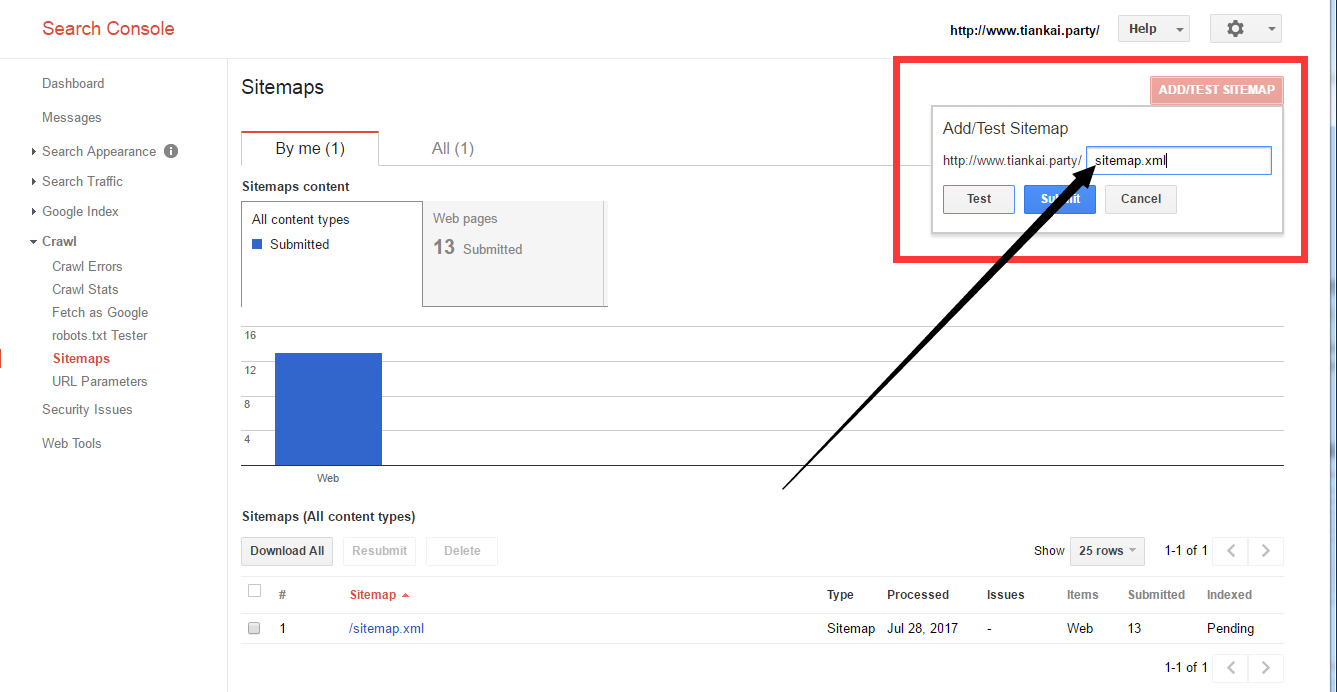 Search Console
http://www.tiankai.party/
Help
Dashboard
Messages
Search Appearance
Search Traffic
Google Index
Crawl
Crawl Errors
Crawl Stats
Fetch as Google
robots.txt Tester
Sitemaps
URL Parameters
Security Issues
Web Tools
Sitemaps
ADD/TEST SITEMAP
Add/Test Sitemap
http://www.tiankai.party/ sitemap.xml
Test Submit Cancel
By me (1) All (1)
Sitemaps content
All content types
Submitted
Web pages
13 Submitted
16
12
8
4
Web
Sitemaps (All content types)
Download All Resubmit Delete
Show 25 rows 1-1 of 1
# Sitemap Type Processed Issues Items Submitted Indexed
1 /sitemap.xml Sitemap Jul 28, 2017 - Web 13 Pending
1-1 of 1